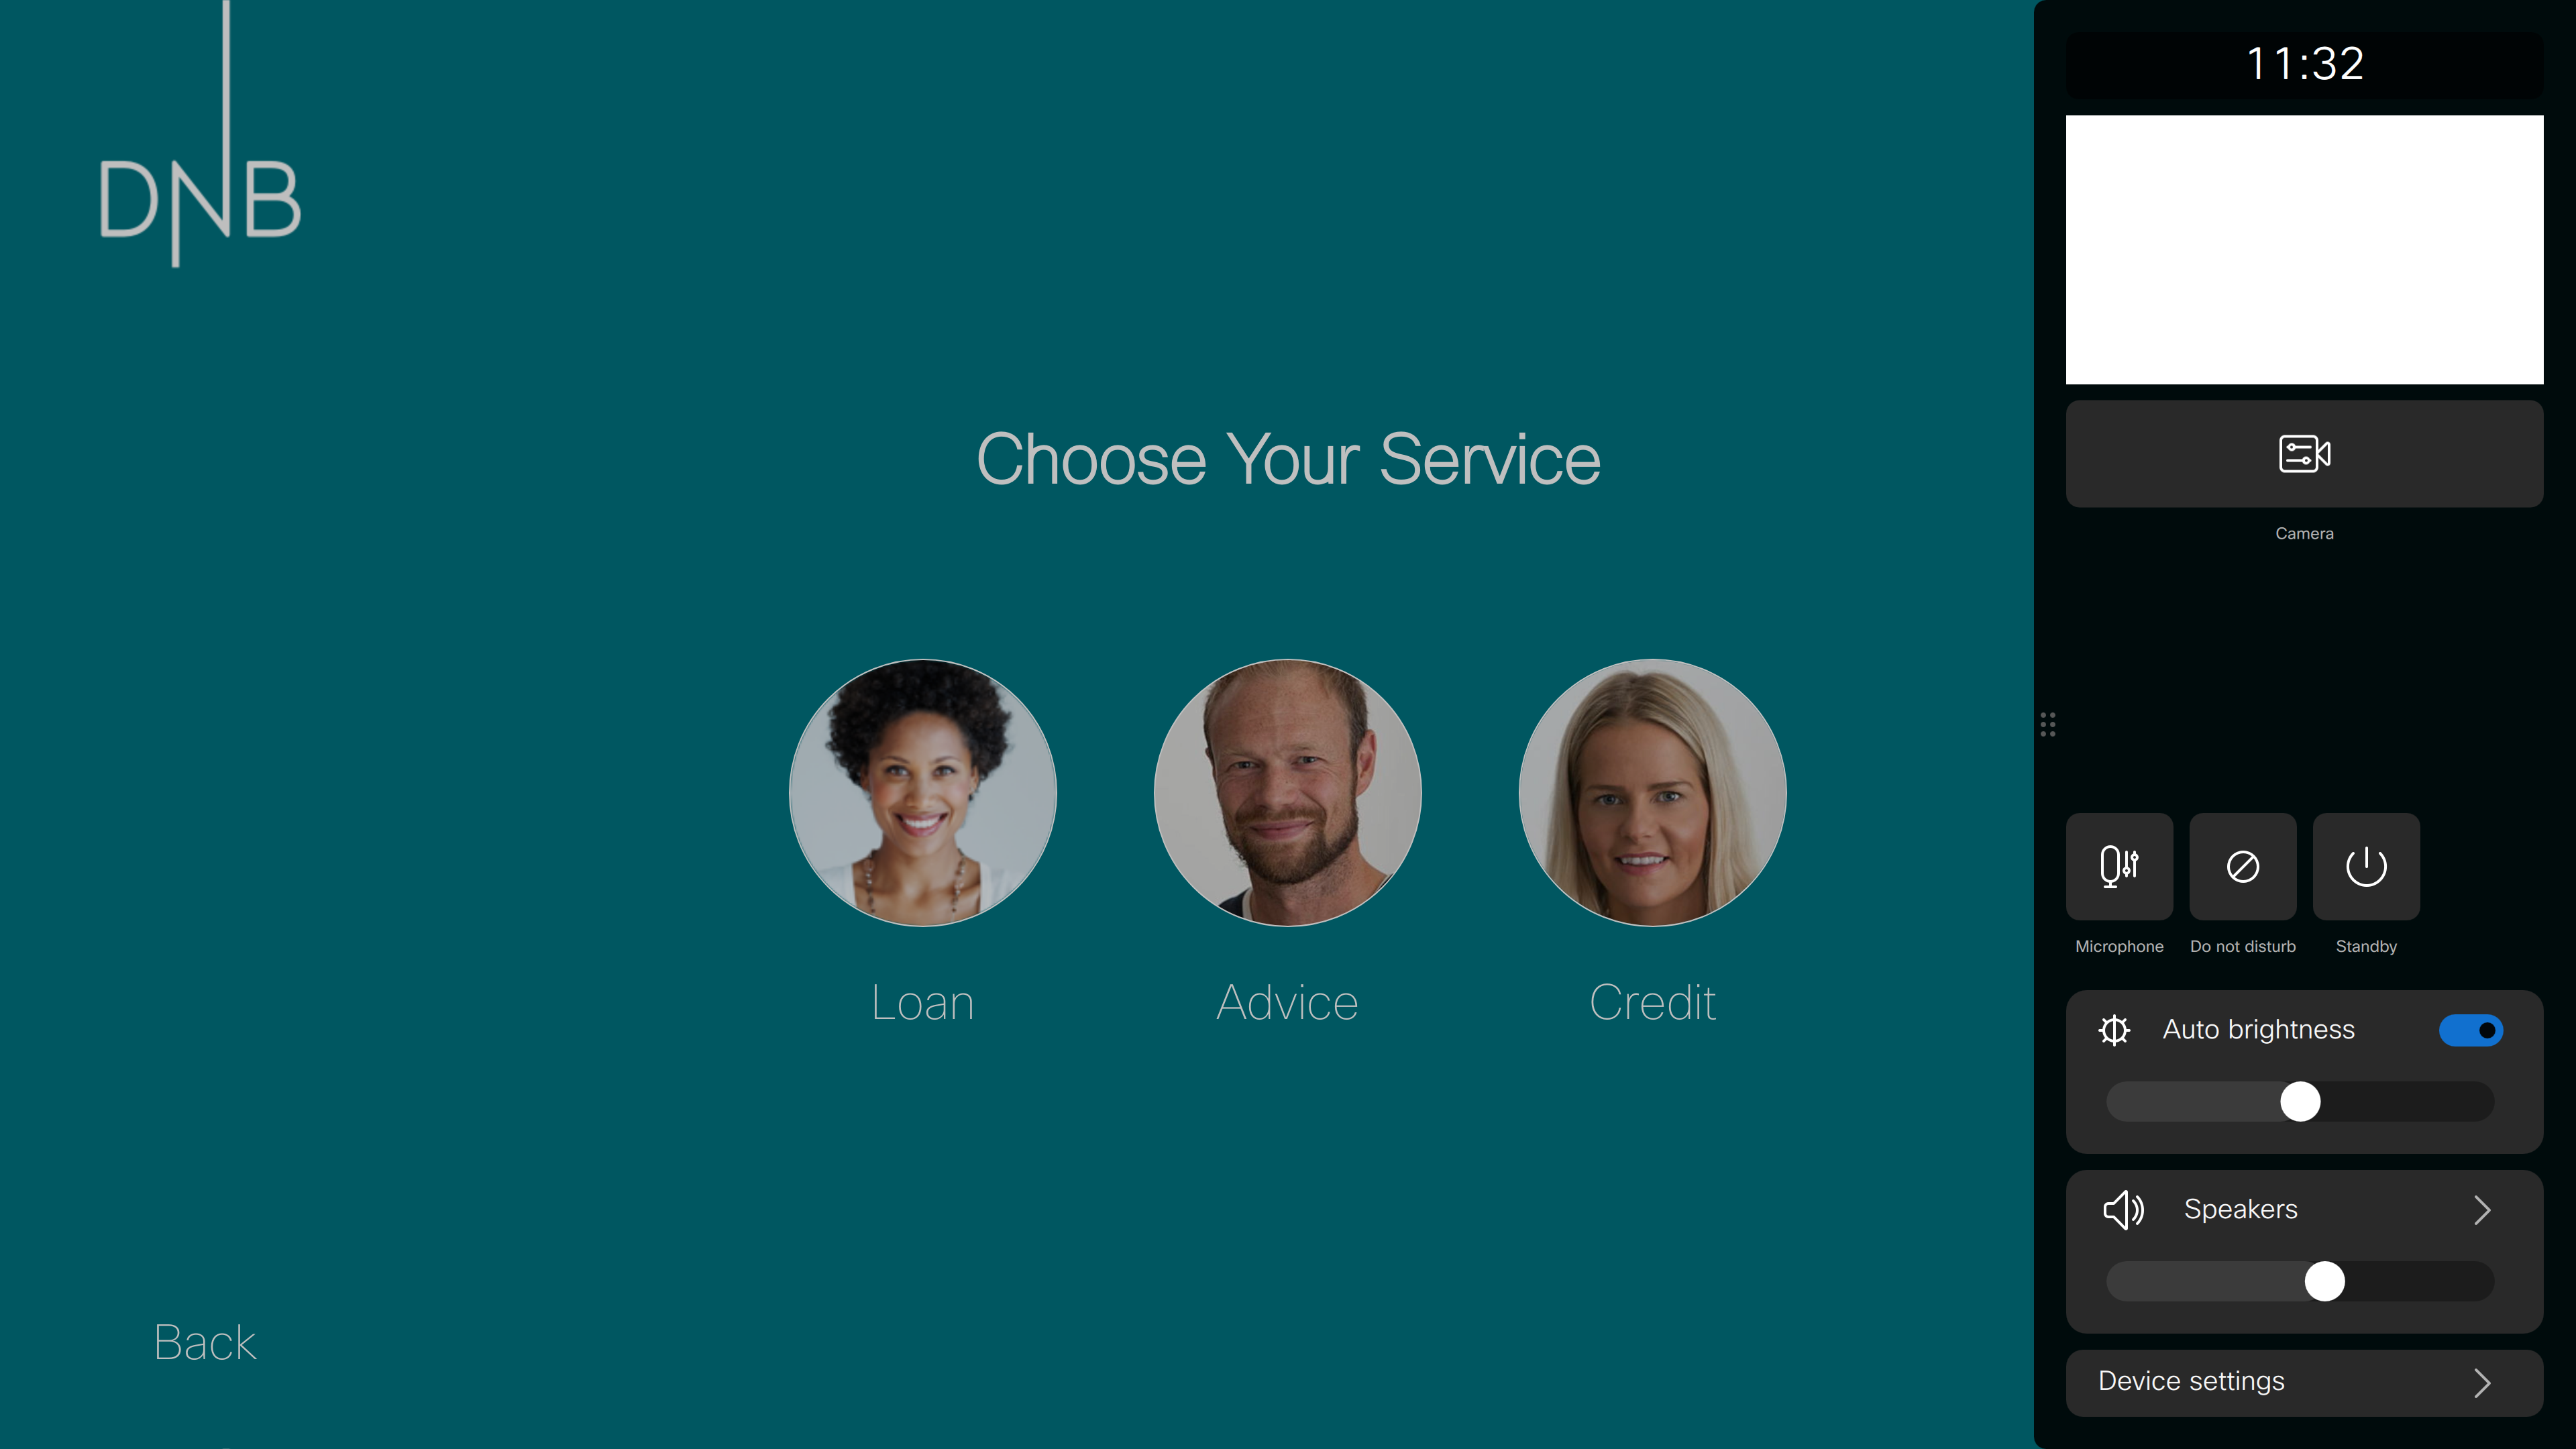 DNB
Choose Your Service
Loan
Advice
Credit
Back
11:32
Camera
Microphone
Do not disturb
Standby
Auto brightness
Speakers
Device settings